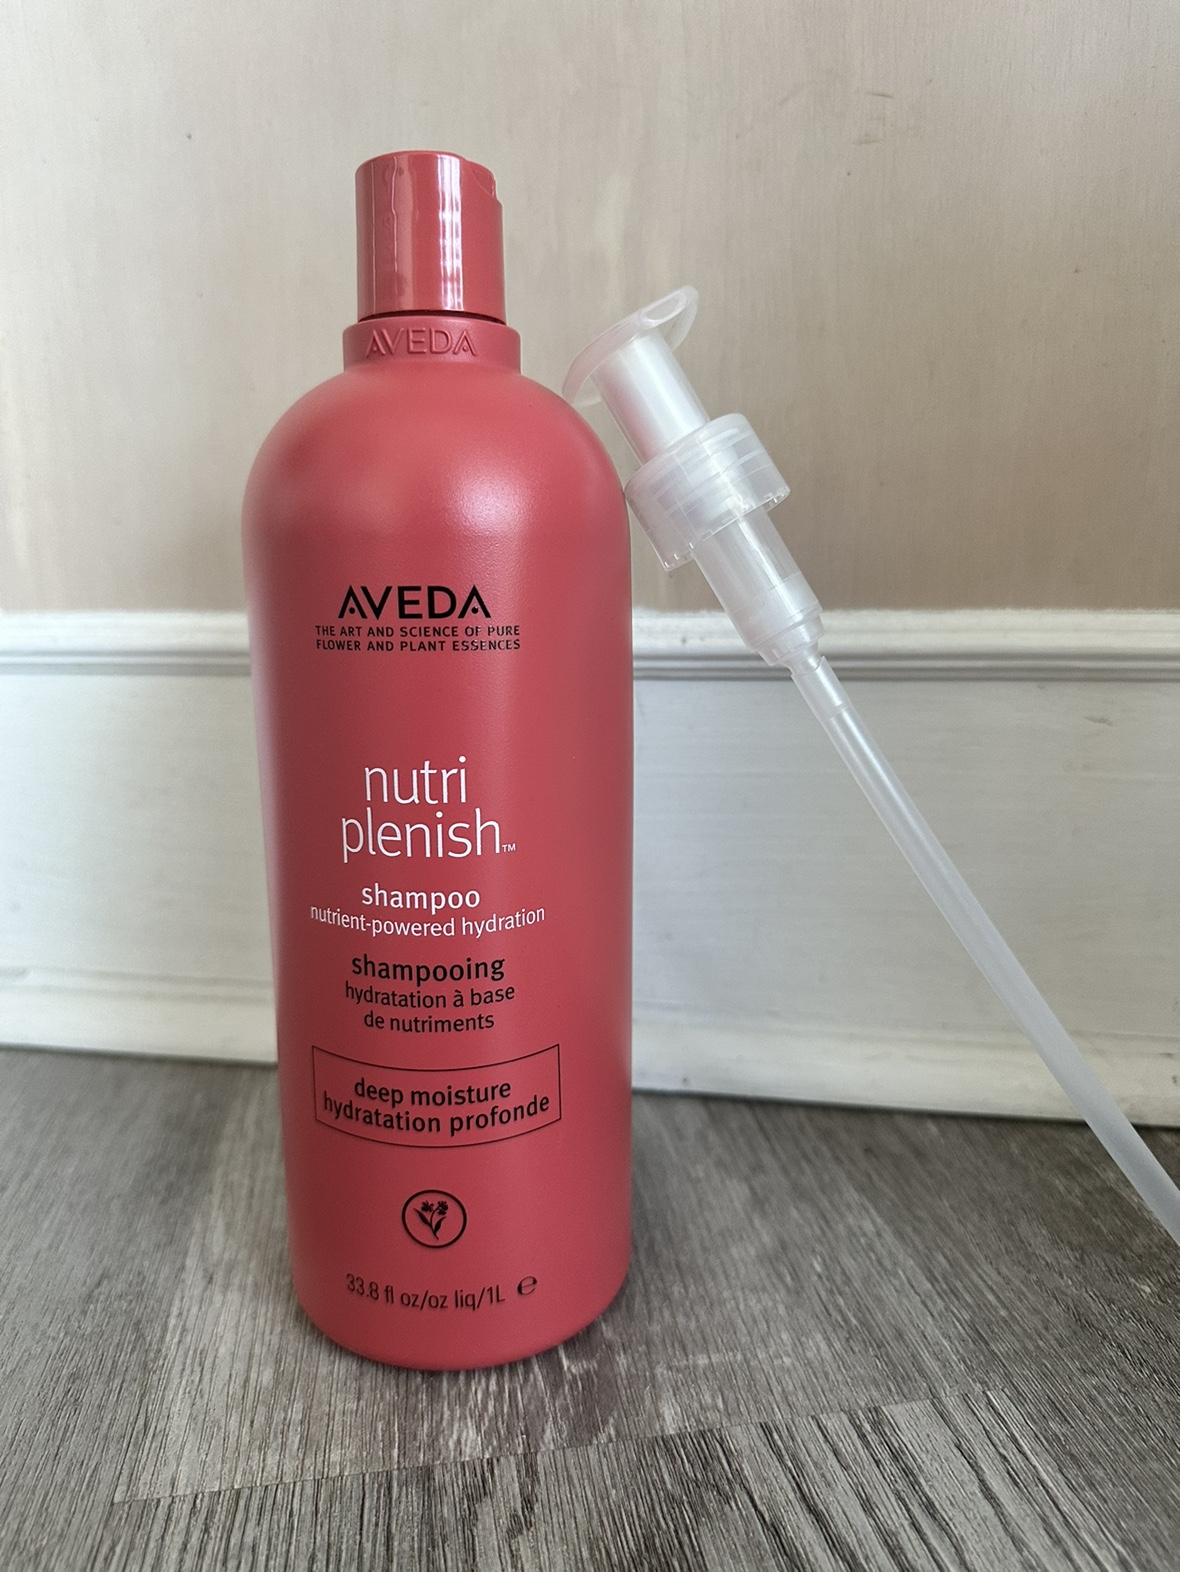 AVEDA
AVEDA
THE ART AND SCIENCE OF PURE
FLOWER AND PLANT ESSENCES
nutri
plenish™
shampoo
nutrient-powered hydration
shampooing
hydratation à base
de nutriments
deep moisture
hydratation profonde
33.8 fl oz/oz liq/1L ℮